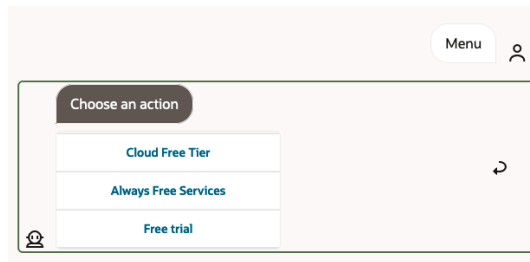 Menu
Choose an action
Cloud Free Tier
Always Free Services
Free trial